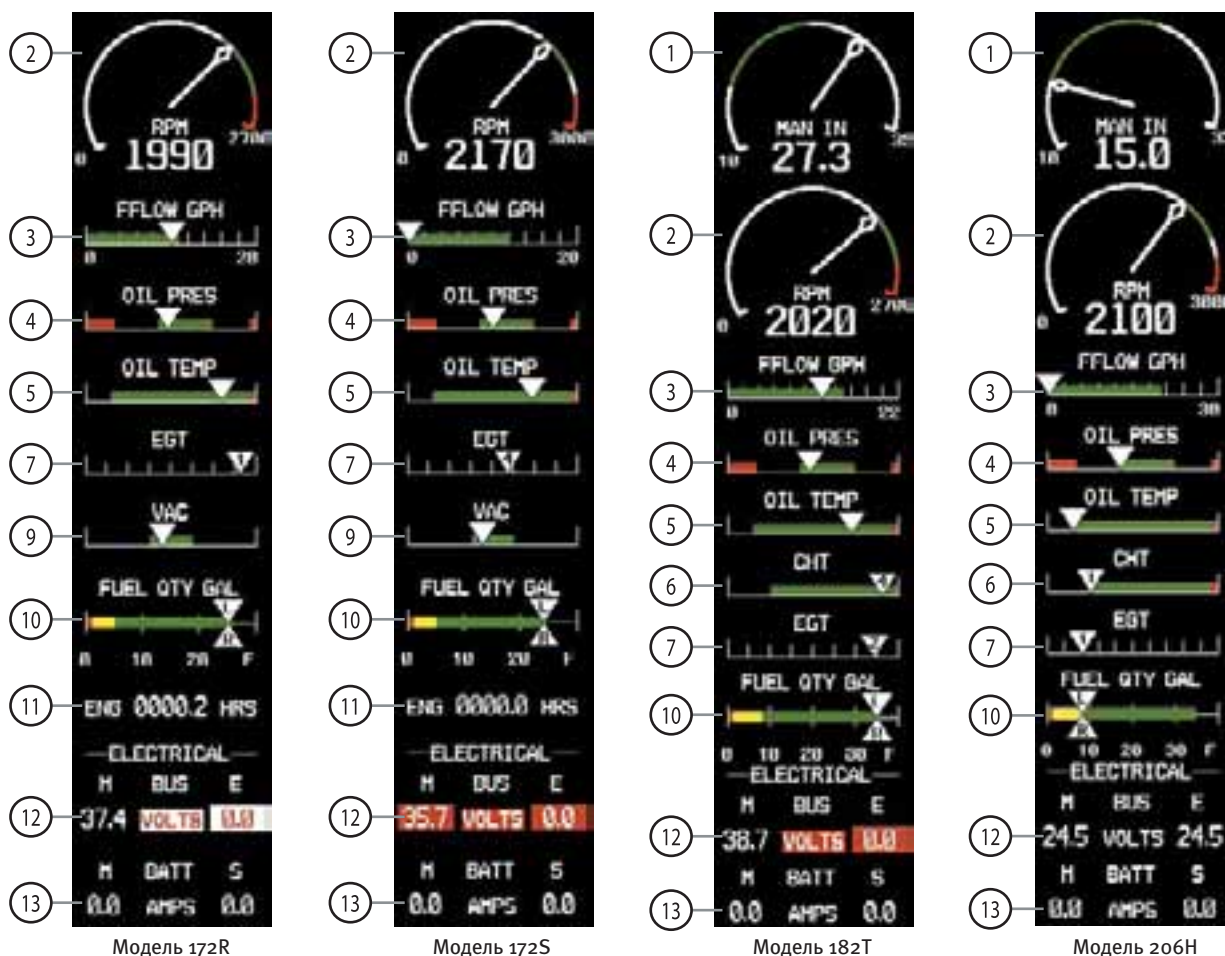 2
RPM
1990
0
2700
FFLOW GPH
3
0
20
OIL PRES
4
OIL TEMP
5
EGT
7
VAC
9
FUEL QTY GAL
L
10
R
0 10 20 F
11
ENG 0000.2 HRS
ELECTRICAL
M BUS E
12
37.4 VOLTS 0.0
M BATT S
13
0.0 AMPS 0.0
Модель 172R
2
RPM
2170
0
3000
FFLOW GPH
3
0
20
OIL PRES
4
OIL TEMP
5
EGT
7
VAC
9
FUEL QTY GAL
L
10
R
0 10 20 F
11
ENG 0000.0 HRS
ELECTRICAL
M BUS E
12
35.7 VOLTS 0.0
M BATT S
13
0.0 AMPS 0.0
Модель 172S
1
MAN IN
10
27.3
2
RPM
2020
0
2700
FFLOW GPH
3
0
22
OIL PRES
4
OIL TEMP
5
CHT
6
EGT
7
FUEL QTY GAL
L
10
R
0 10 20 30 F
ELECTRICAL
M BUS E
12
38.7 VOLTS 0.0
M BATT S
13
0.0 AMPS 0.0
Модель 182T
1
MAN IN
10
15.0
2
RPM
2100
0
3000
FFLOW GPH
3
0
30
OIL PRES
4
OIL TEMP
5
CHT
6
EGT
7
FUEL QTY GAL
L
10
R
0 10 20 30 F
ELECTRICAL
M BUS E
12
24.5 VOLTS 24.5
M BATT S
13
0.0 AMPS 0.0
Модель 206H